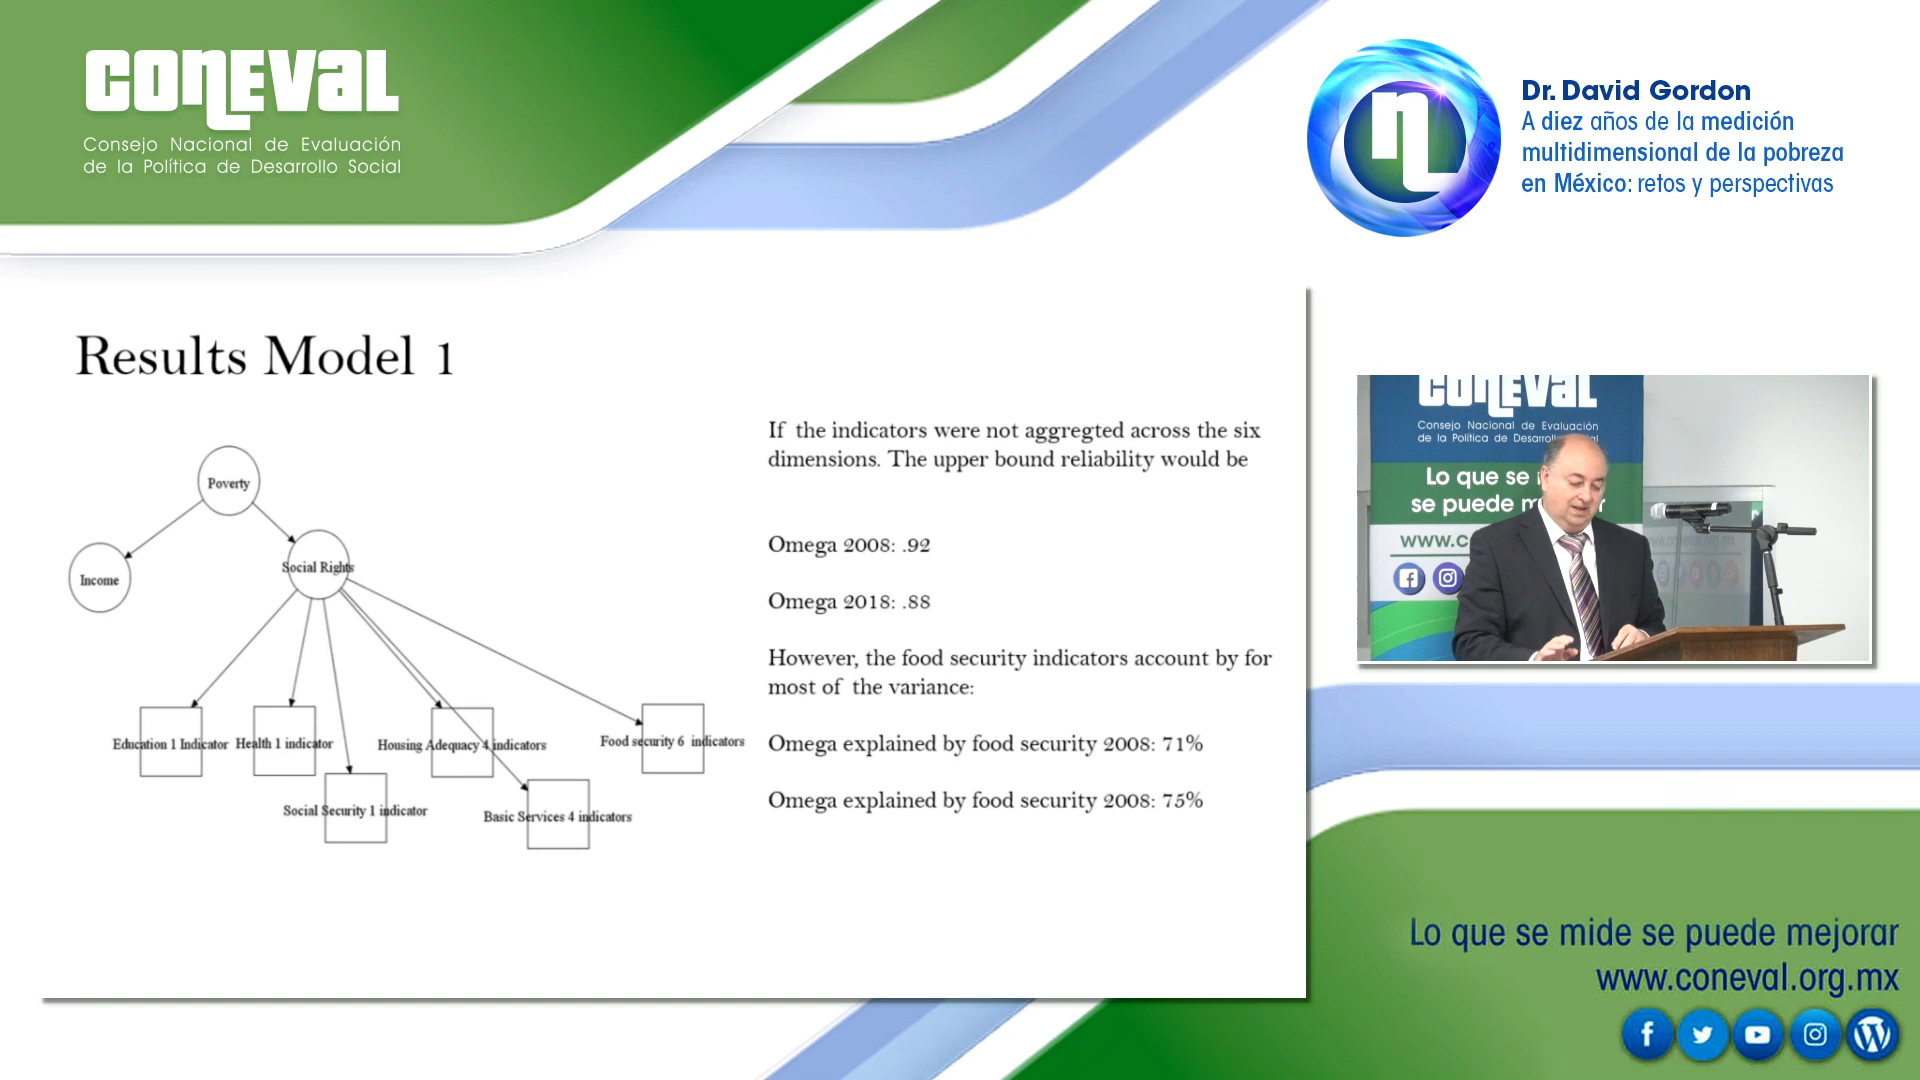 CONEVAL
Consejo Nacional de Evaluación
de la Política de Desarrollo Social
Dr. David Gordon
A diez años de la medición
multidimensional de la pobreza
en México: retos y perspectivas
Results Model 1
Poverty
Income
Social Rights
Education 1 Indicator
Health 1 indicator
Housing Adequacy 4 indicators
Food security 6 indicators
Social Security 1 indicator
Basic Services 4 indicators
If the indicators were not aggregted across the six
dimensions. The upper bound reliability would be
Omega 2008: .92
Omega 2018: .88
However, the food security indicators account by for
most of the variance:
Omega explained by food security 2008: 71%
Omega explained by food security 2008: 75%
CONEVAL
Consejo Nacional de Evaluación
de la Política de Desarrollo Social
Lo que se
se puede
www.c
Lo que se mide se puede mejorar
www.coneval.org.mx